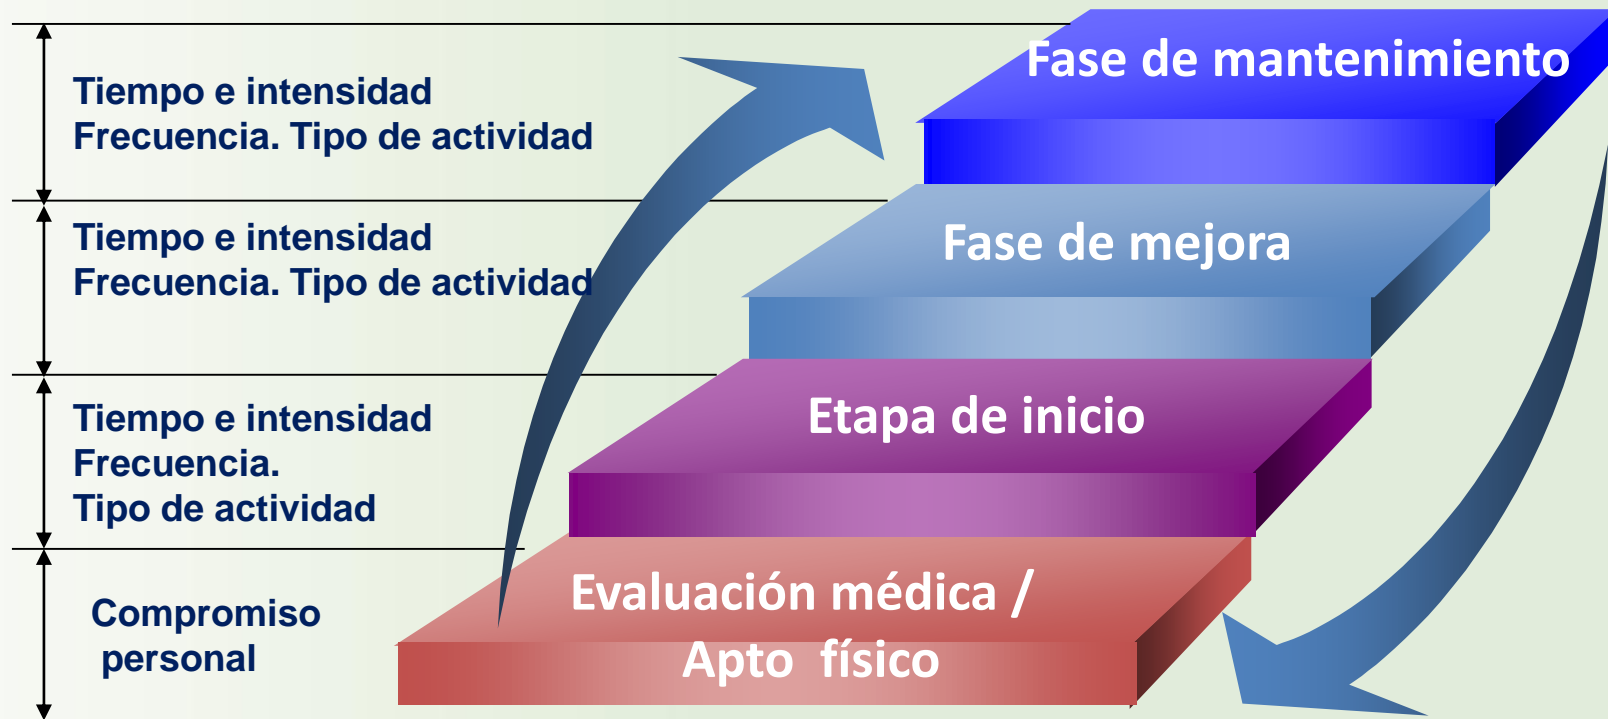 Fase de mantenimiento
Tiempo e intensidad
Frecuencia. Tipo de actividad
Fase de mejora
Tiempo e intensidad
Frecuencia. Tipo de actividad
Etapa de inicio
Tiempo e intensidad
Frecuencia.
Tipo de actividad
Evaluación médica /
Apto físico
Compromiso
personal